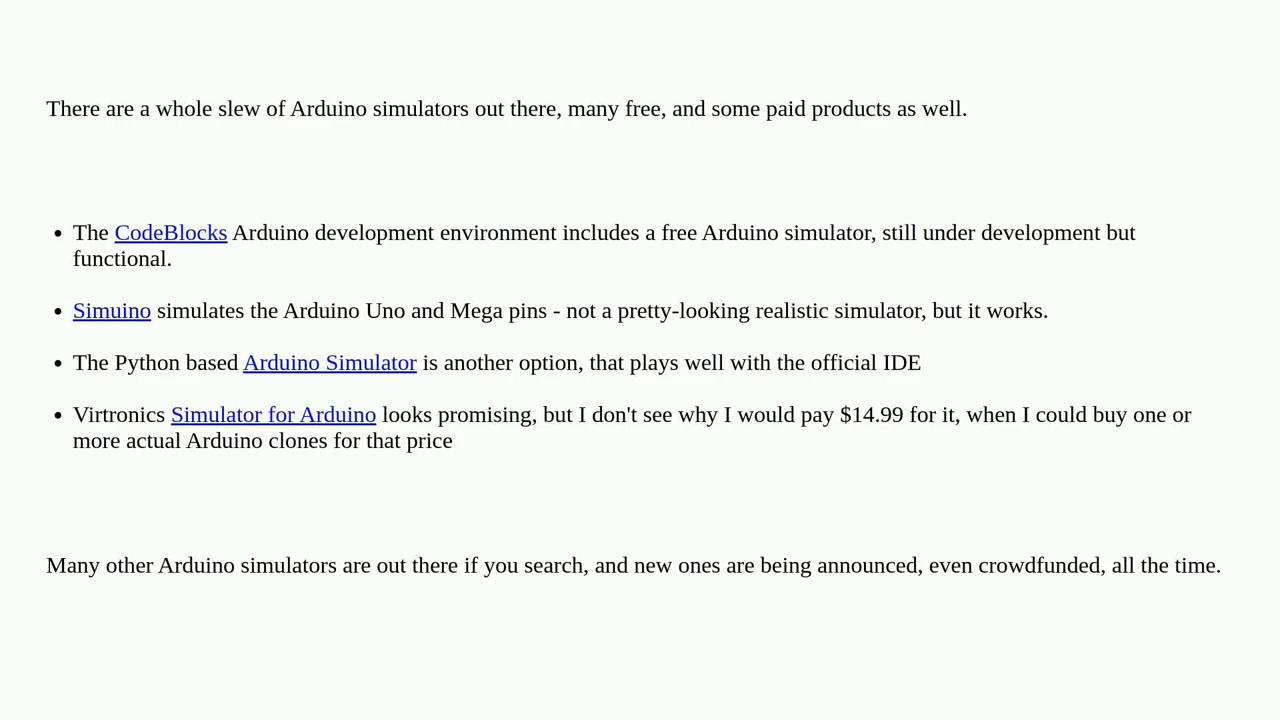 There are a whole slew of Arduino simulators out there, many free, and some paid products as well.
• The CodeBlocks Arduino development environment includes a free Arduino simulator, still under development but
functional.
• Simuino simulates the Arduino Uno and Mega pins - not a pretty-looking realistic simulator, but it works.
• The Python based Arduino Simulator is another option, that plays well with the official IDE
• Virtronics Simulator for Arduino looks promising, but I don't see why I would pay $14.99 for it, when I could buy one or
more actual Arduino clones for that price
Many other Arduino simulators are out there if you search, and new ones are being announced, even crowdfunded, all the time.